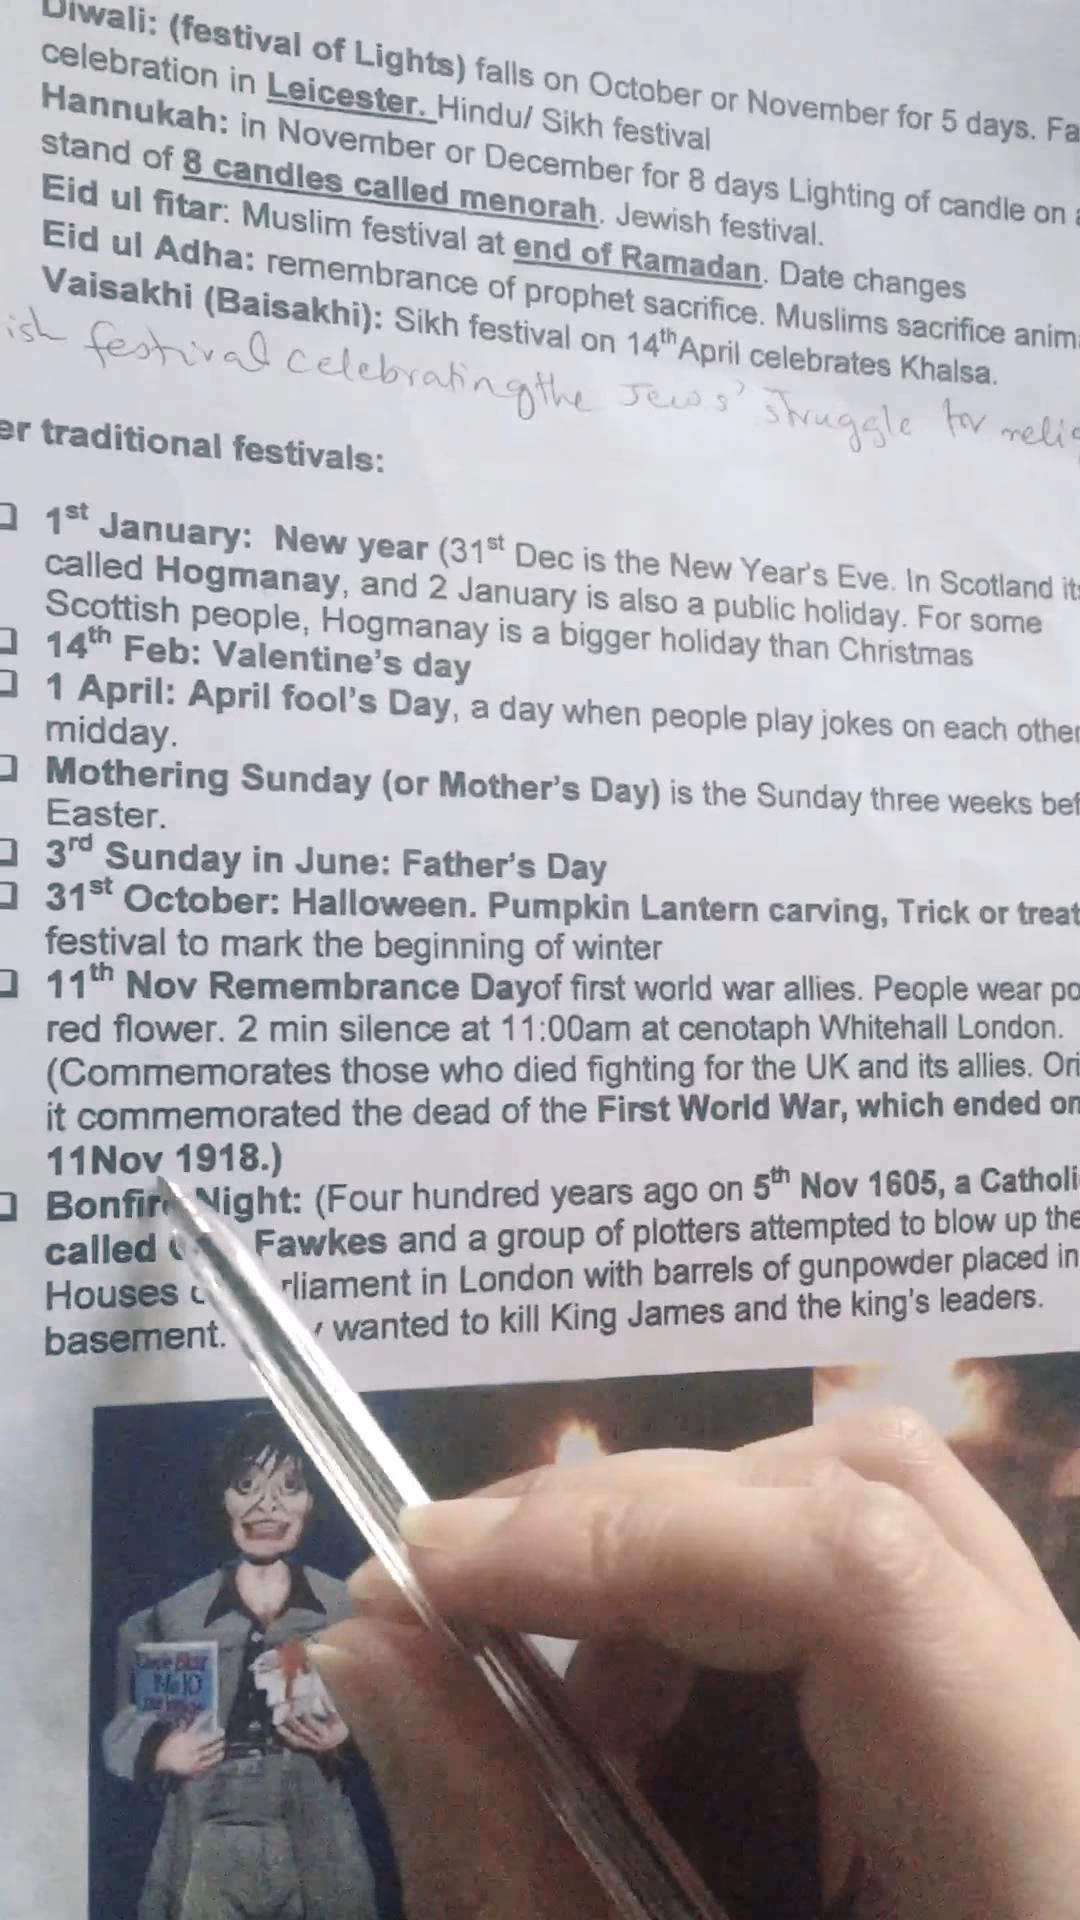 Diwali: (festival of Lights) falls on October or November for 5 days. Fa
celebration in Leicester. Hindu/ Sikh festival
Hannukah: in November or December for 8 days Lighting of candle on a
stand of 8 candles called menorah. Jewish festival.
Eid ul fitar: Muslim festival at end of Ramadan. Date changes
Eid ul Adha: remembrance of prophet sacrifice. Muslims sacrifice anim
Vaisakhi (Baisakhi): Sikh festival on 14th April celebrates Khalsa.
ish festival celebrating the Jews' struggle for relig
er traditional festivals:
1st January: New year (31st Dec is the New Year's Eve. In Scotland its
called Hogmanay, and 2 January is also a public holiday. For some
Scottish people, Hogmanay is a bigger holiday than Christmas
14th Feb: Valentine's day
1 April: April fool's Day, a day when people play jokes on each other
midday.
Mothering Sunday (or Mother's Day) is the Sunday three weeks bef
Easter.
3rd Sunday in June: Father's Day
31st October: Halloween. Pumpkin Lantern carving, Trick or treat
festival to mark the beginning of winter
11th Nov Remembrance Dayof first world war allies. People wear po
red flower. 2 min silence at 11:00am at cenotaph Whitehall London.
(Commemorates those who died fighting for the UK and its allies. Ori
it commemorated the dead of the First World War, which ended on
11Nov 1918.)
Bonfire Night: (Four hundred years ago on 5th Nov 1605, a Catholi
called Fawkes and a group of plotters attempted to blow up the
Houses rliament in London with barrels of gunpowder placed in
basement. wanted to kill King James and the king's leaders.